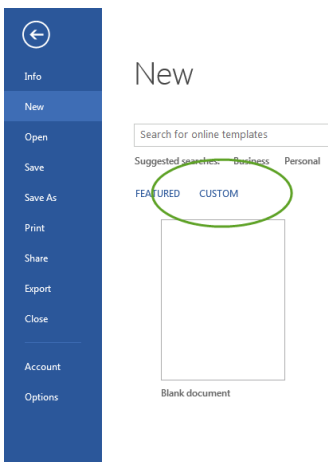 New
Info
New
Open
Save
Save As
Print
Share
Export
Close
Account
Options
Search for online templates
Suggested searches: Business Personal
FEATURED CUSTOM
Blank document